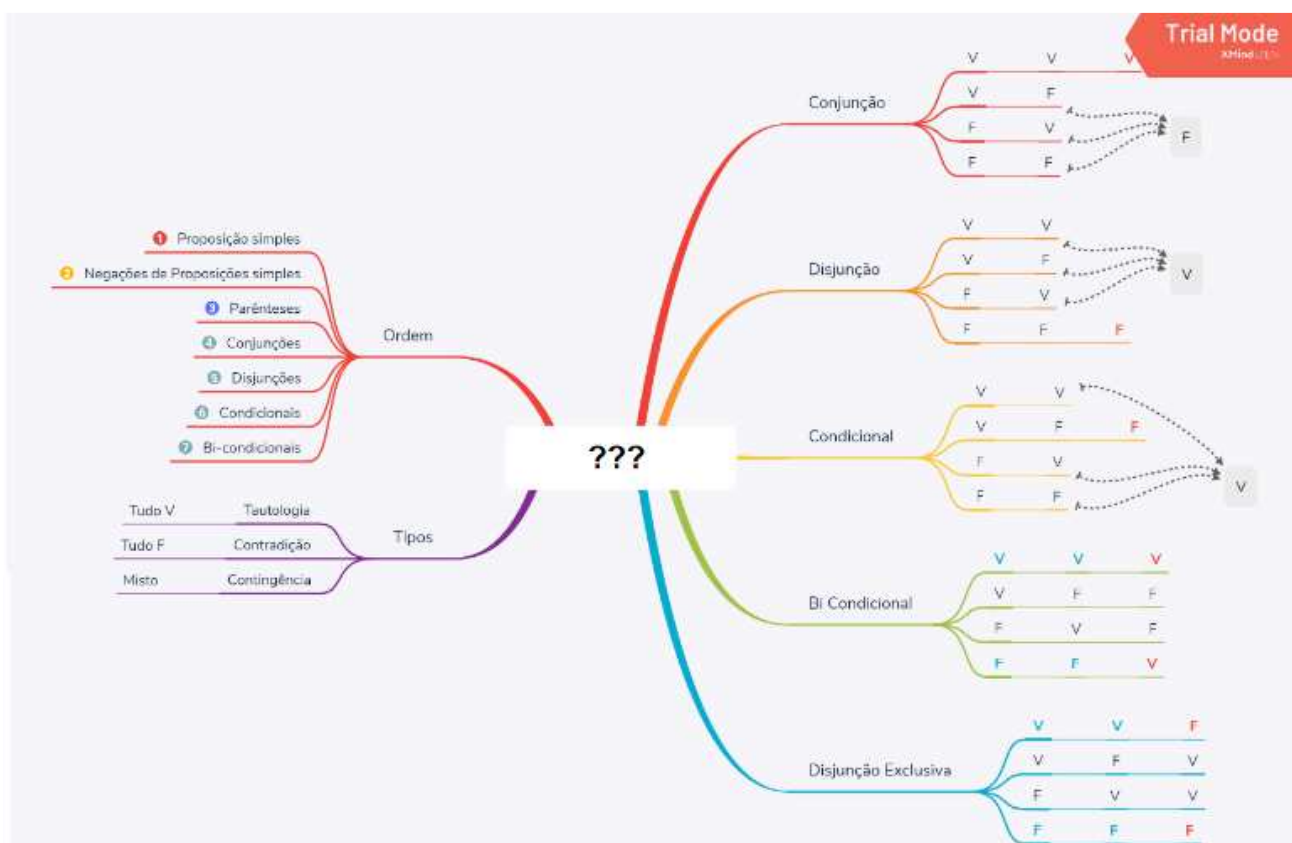 Trial Mode
XMind
V V V
Conjunção
V F
F V
F
F F
V V
Disjunção
V F
V
F V
F F F
1 Proposição simples
2 Negações de Proposições simples
3 Parênteses
4 Conjunções
5 Disjunções
6 Condicionais
7 Bi-condicionais
Ordem
???
Tudo V Tautologia
Tudo F Contradição
Misto Contingência
Tipos
V V
Condicional
V F F
F V
V
F F
V V V
Bi Condicional
V F F
F V F
F F V
V V F
Disjunção Exclusiva
V F V
F V V
F F F